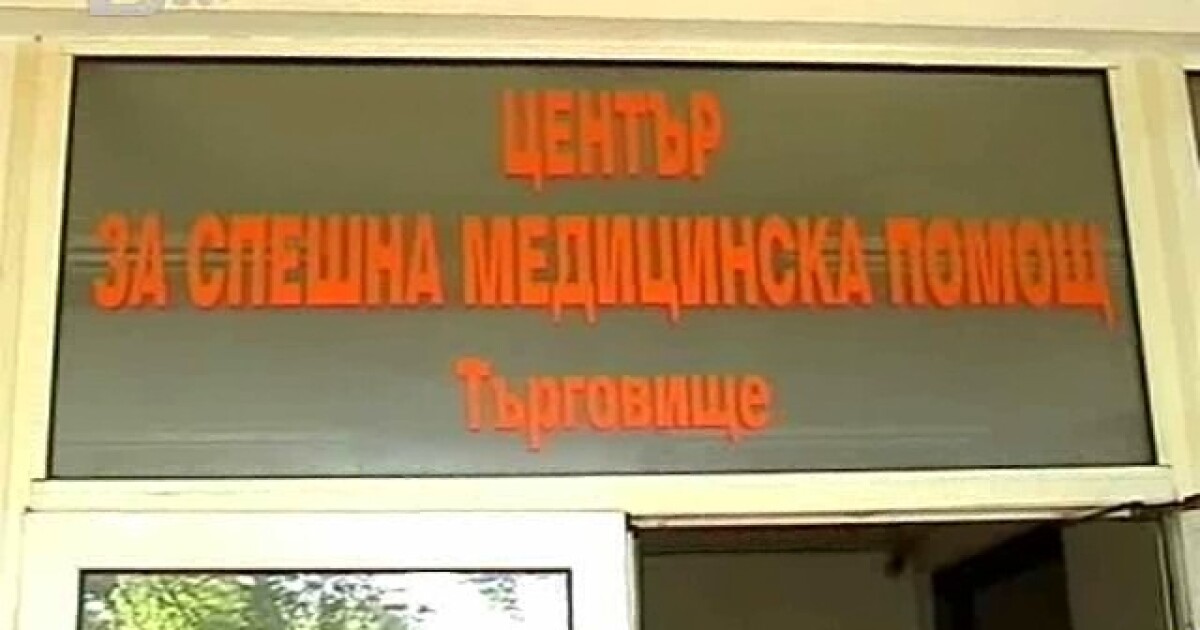 ЦЕНТЪР
ЗА СПЕШНА МЕДИЦИНСКА ПОМОЩ
Търговище